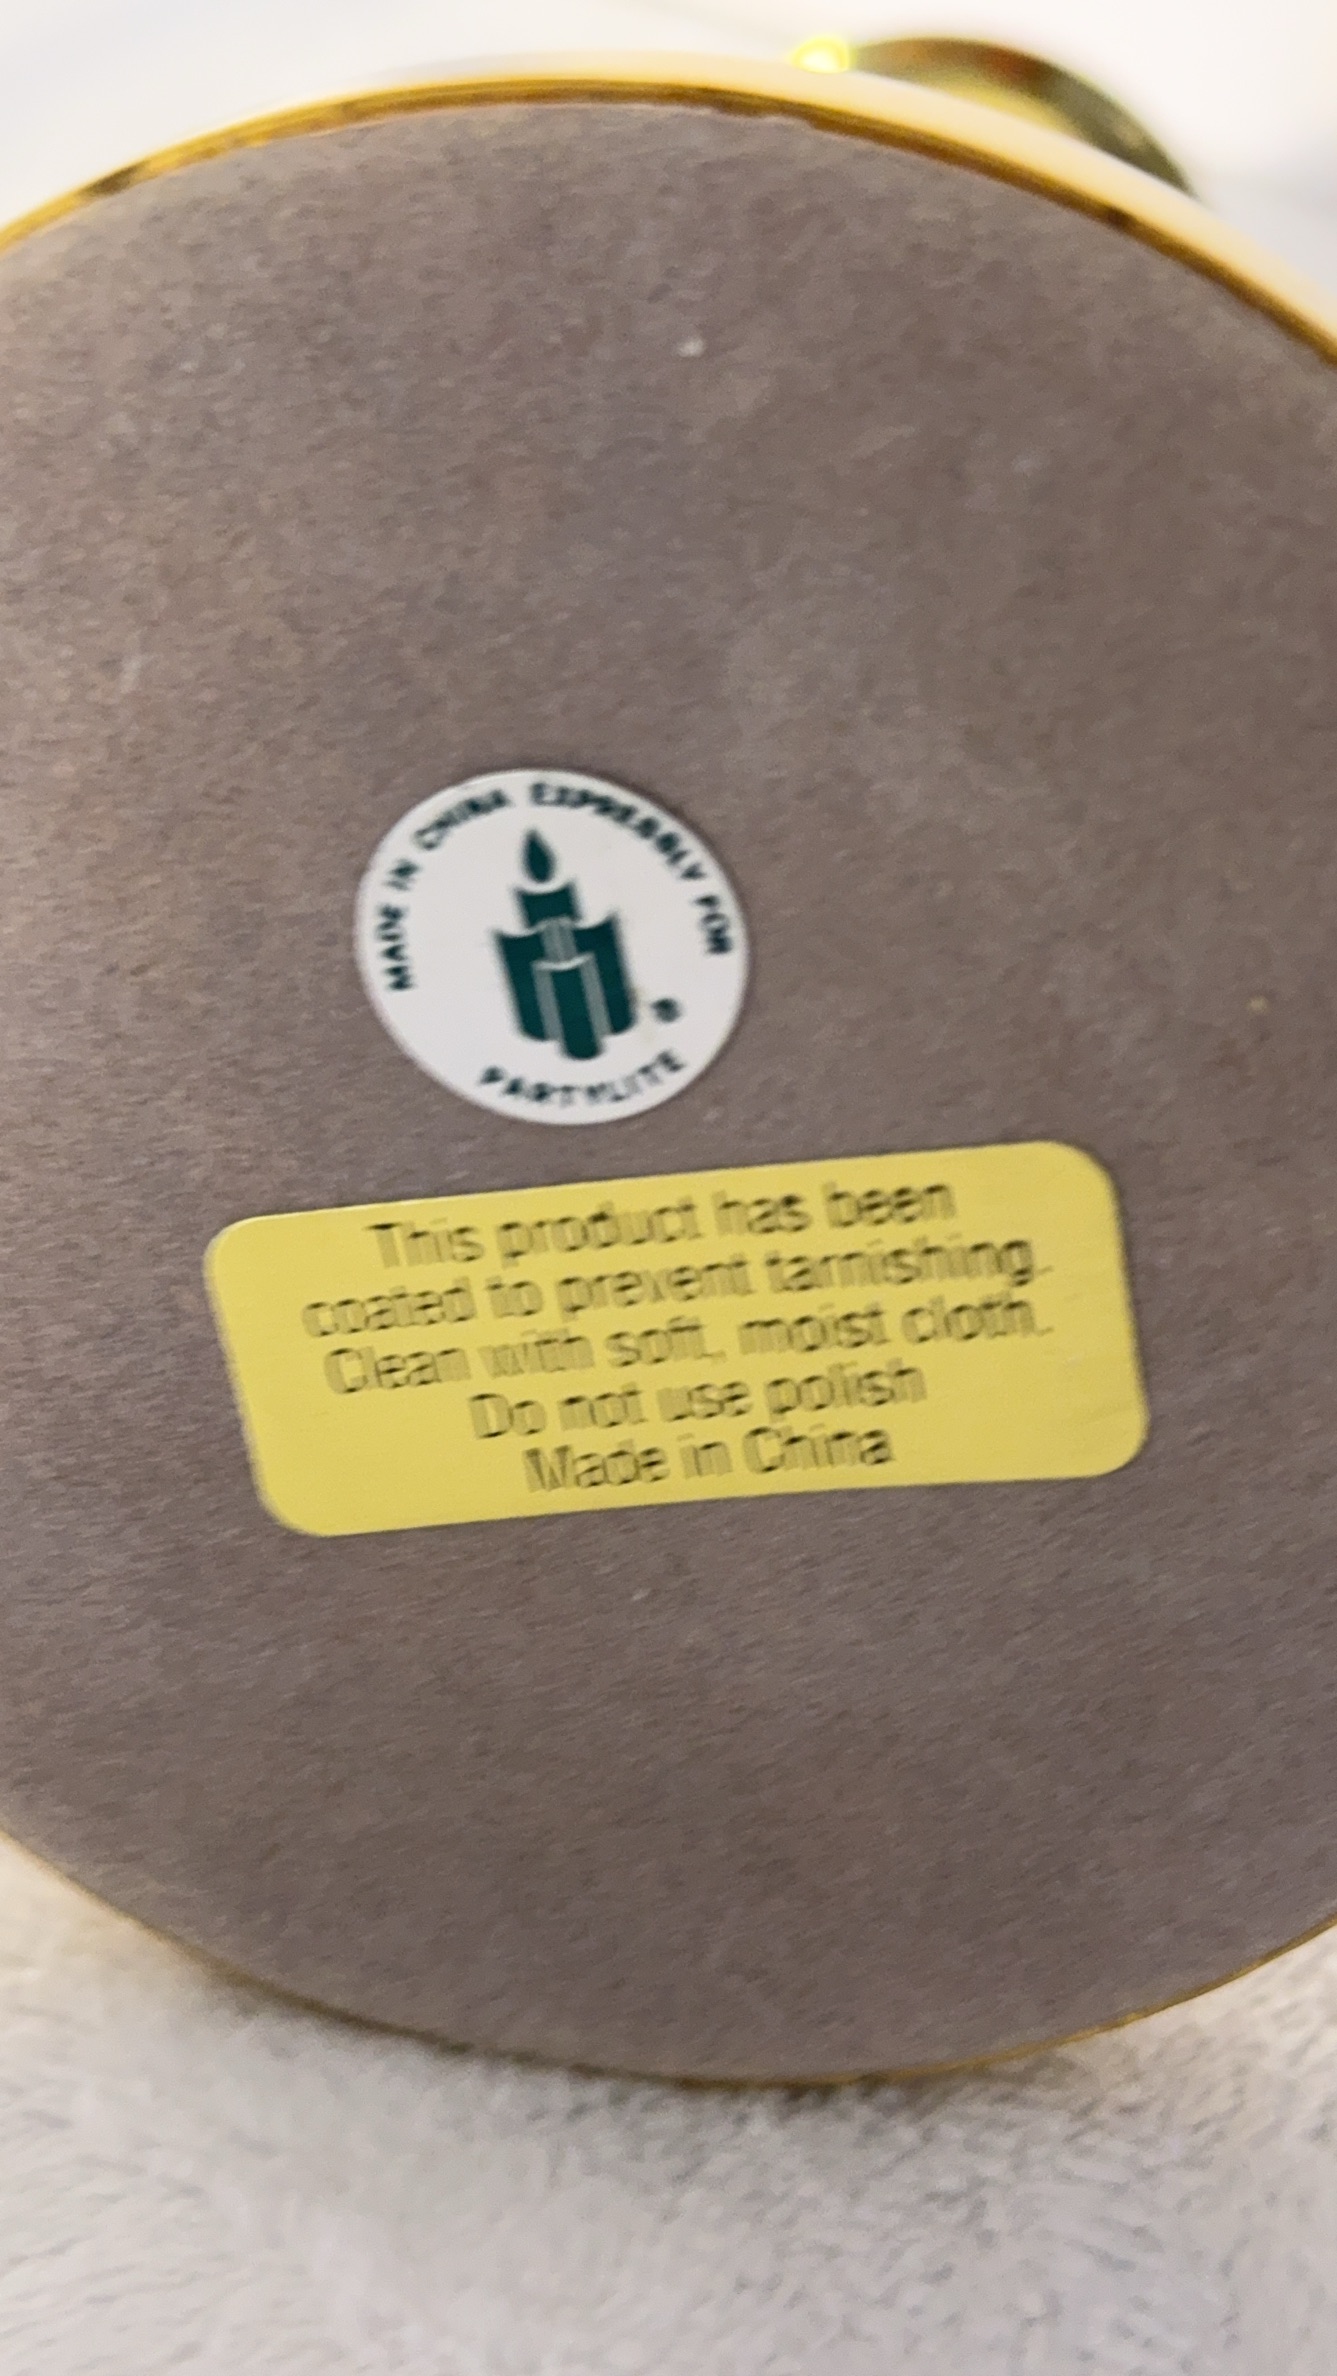 MADE IN CHINA EXPRESSLY FOR
PARTYLITE
®
This product has been
coated to prevent tarnishing.
Clean with soft, moist cloth.
Do not use polish
Made in China